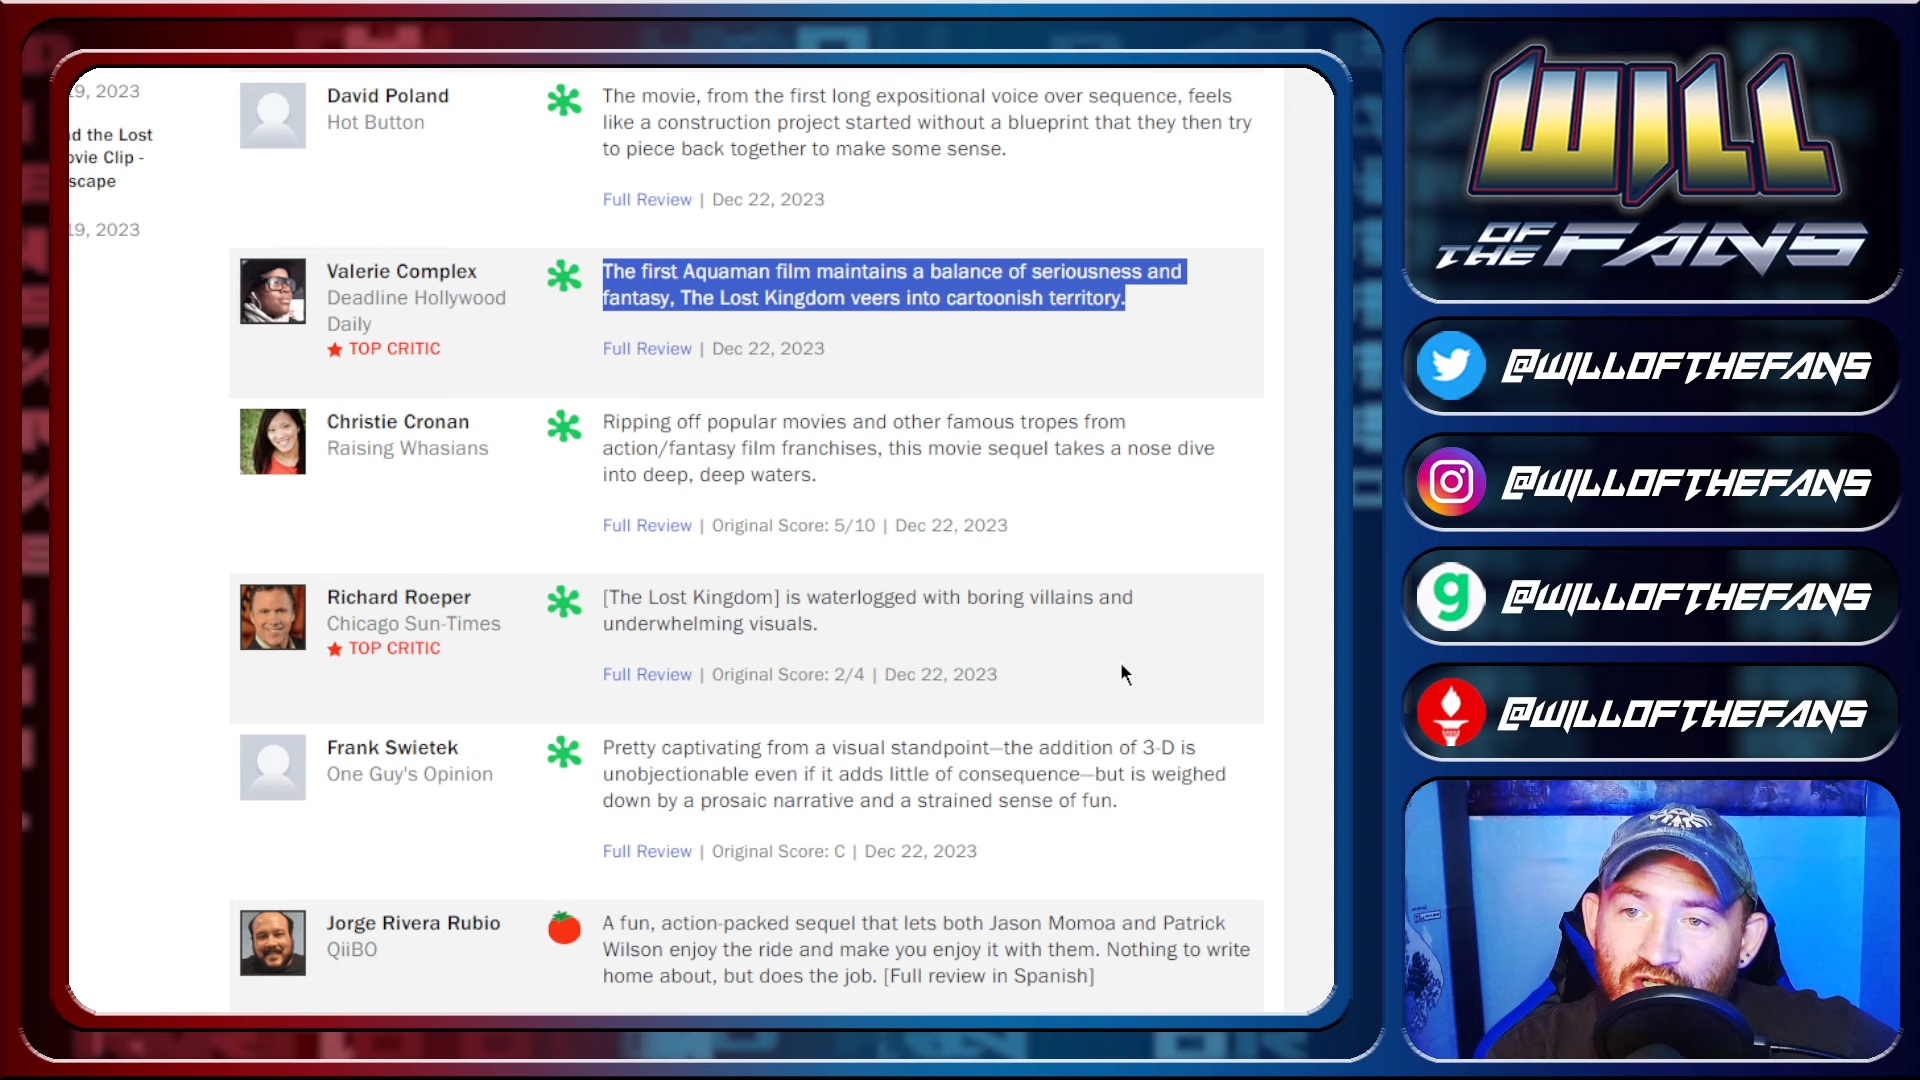 19, 2023
nd the Lost
ovie Clip -
scape
19, 2023
David Poland
Hot Button
The movie, from the first long expositional voice over sequence, feels
like a construction project started without a blueprint that they then try
to piece back together to make some sense.
Full Review | Dec 22, 2023
Valerie Complex
Deadline Hollywood
Daily
TOP CRITIC
The first Aquaman film maintains a balance of seriousness and
fantasy, The Lost Kingdom veers into cartoonish territory.
Full Review | Dec 22, 2023
Christie Cronan
Raising Whasians
Ripping off popular movies and other famous tropes from
action/fantasy film franchises, this movie sequel takes a nose dive
into deep, deep waters.
Full Review | Original Score: 5/10 | Dec 22, 2023
Richard Roeper
Chicago Sun-Times
TOP CRITIC
[The Lost Kingdom] is waterlogged with boring villains and
underwhelming visuals.
Full Review | Original Score: 2/4 | Dec 22, 2023
Frank Swietek
One Guy's Opinion
Pretty captivating from a visual standpoint—the addition of 3-D is
unobjectionable even if it adds little of consequence—but is weighed
down by a prosaic narrative and a strained sense of fun.
Full Review | Original Score: C | Dec 22, 2023
Jorge Rivera Rubio
QiiBO
A fun, action-packed sequel that lets both Jason Momoa and Patrick
Wilson enjoy the ride and make you enjoy it with them. Nothing to write
home about, but does the job. [Full review in Spanish]
WILL
OF THE FANS
@WILLOFTHEFANS
@WILLOFTHEFANS
g @WILLOFTHEFANS
@WILLOFTHEFANS